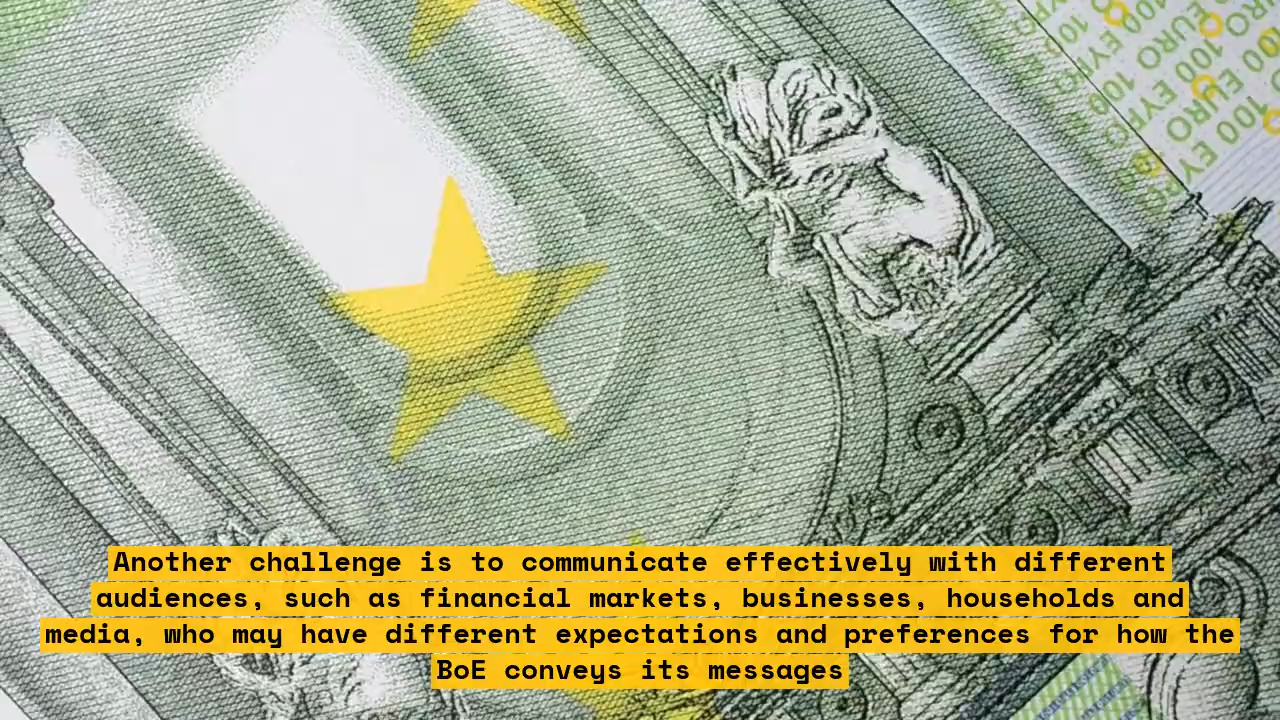 Another challenge is to communicate effectively with different
audiences, such as financial markets, businesses, households and
media, who may have different expectations and preferences for how the
BoE conveys its messages